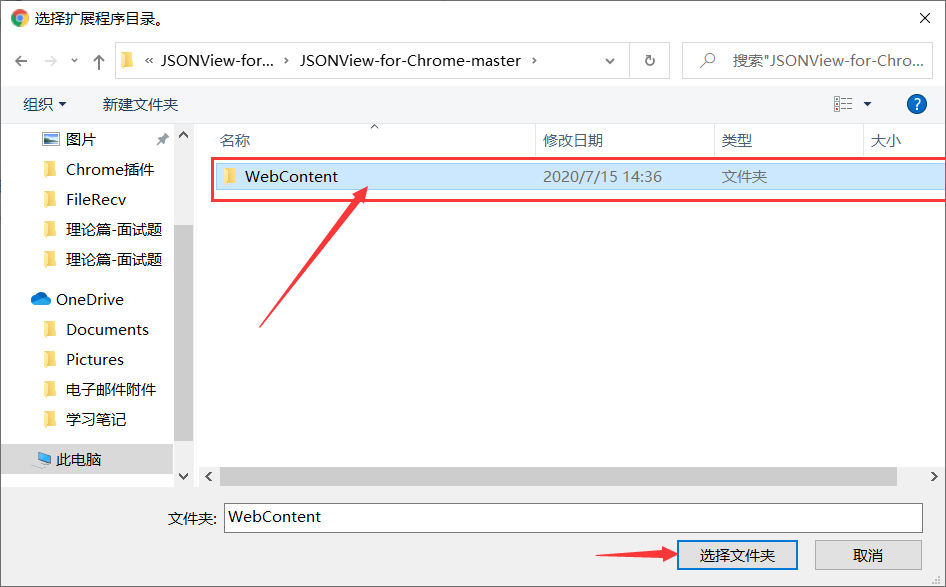 选择扩展程序目录。
« JSONView-for... › JSONView-for-Chrome-master ›
搜索"JSONView-for-Chro...
组织 新建文件夹
?
名称 修改日期 类型 大小
WebContent 2020/7/15 14:36 文件夹
图片
Chrome插件
FileRecv
理论篇-面试题
理论篇-面试题
OneDrive
Documents
Pictures
电子邮件附件
学习笔记
此电脑
文件夹: WebContent
选择文件夹 取消